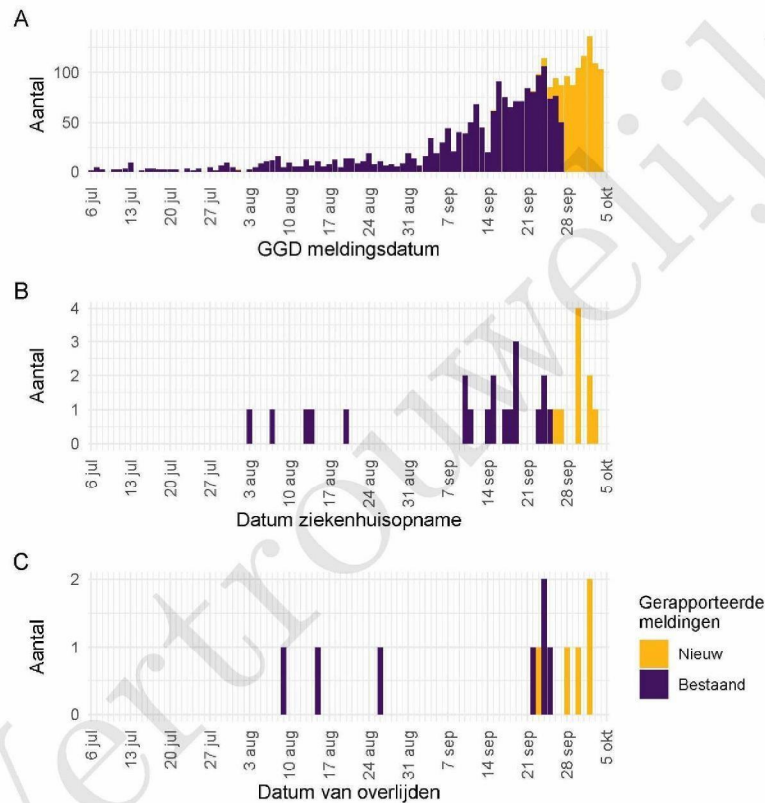 A
Aantal
100
50
0
6 jul
13 jul
20 jul
27 jul
3 aug
10 aug
17 aug
24 aug
31 aug
7 sep
14 sep
21 sep
28 sep
5 okt
GGD meldingsdatum
B
Aantal
4
3
2
1
0
6 jul
13 jul
20 jul
27 jul
3 aug
10 aug
17 aug
24 aug
31 aug
7 sep
14 sep
21 sep
28 sep
5 okt
Datum ziekenhuisopname
C
Aantal
2
1
0
6 jul
13 jul
20 jul
27 jul
3 aug
10 aug
17 aug
24 aug
31 aug
7 sep
14 sep
21 sep
28 sep
5 okt
Datum van overlijden
Gerapporteerde
meldingen
Nieuw
Bestaand
Vertrouwelijk